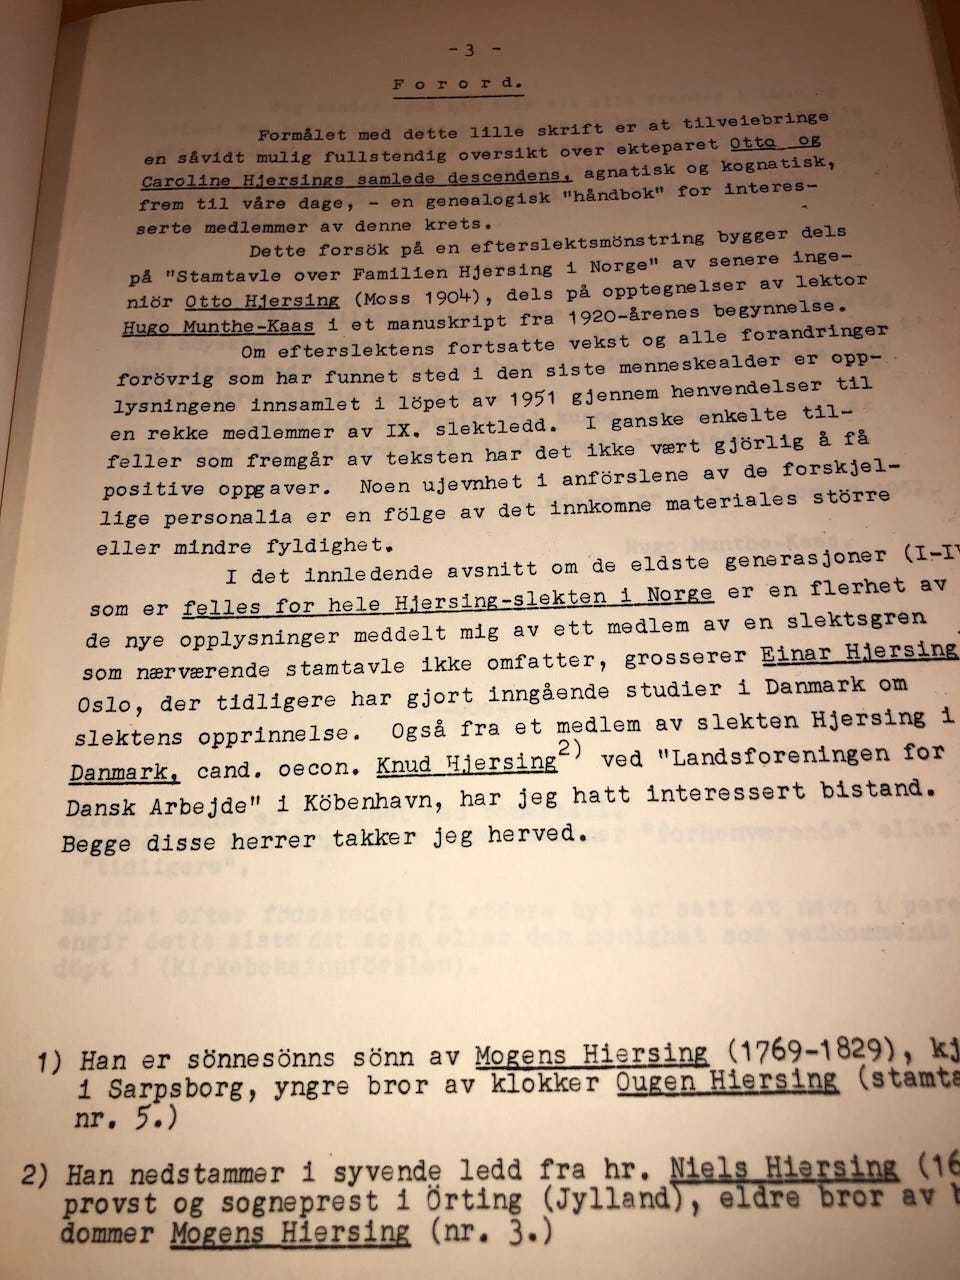 - 3 -
Forord.
Formålet med dette lille skrift er at tilveiebringe
en såvidt mulig fullstendig oversikt over ekteparet Otto og
Caroline Hjersings samlede descendens, agnatisk og kognatisk,
frem til våre dage, - en genealogisk "håndbok" for interes-
serte medlemmer av denne krets.
Dette forsök på en efterslektsmönstring bygger dels
på "Stamtavle over Familien Hjersing i Norge" av senere inge-
niör Otto Hjersing (Moss 1904), dels på opptegnelser av lektor
Hugo Munthe-Kaas i et manuskript fra 1920-årenes begynnelse.
Om efterslektens fortsatte vekst og alle forandringer
forövrig som har funnet sted i den siste menneskealder er opp-
lysningene innsamlet i löpet av 1951 gjennem henvendelser til
en rekke medlemmer av IX. slektledd. I ganske enkelte til-
feller som fremgår av teksten har det ikke vært gjörlig å få
positive oppgaver. Noen ujevnhet i anförslene av de forskjel-
lige personalia er en fölge av det innkomne materiales större
eller mindre fyldighet.
I det innledende avsnitt om de eldste generasjoner (I-IV
som er felles for hele Hjersing-slekten i Norge er en flerhet av
de nye opplysninger meddelt mig av ett medlem av en slektsgren
som nærværende stamtavle ikke omfatter, grosserer Einar Hjersing
Oslo, der tidligere har gjort inngående studier i Danmark om
slektens opprinnelse. Også fra et medlem av slekten Hjersing i
Danmark, cand. oecon. Knud Hjersing2) ved "Landsforeningen for
Dansk Arbejde" i Köbenhavn, har jeg hatt interessert bistand.
Begge disse herrer takker jeg herved.
1) Han er sönnesönns sönn av Mogens Hiersing (1769-1829), kj
i Sarpsborg, yngre bror av klokker Ougen Hiersing (stamta
nr. 5.)
2) Han nedstammer i syvende ledd fra hr. Niels Hiersing (16
provst og sogneprest i Örting (Jylland), eldre bror av
dommer Mogens Hiersing (nr. 3.)